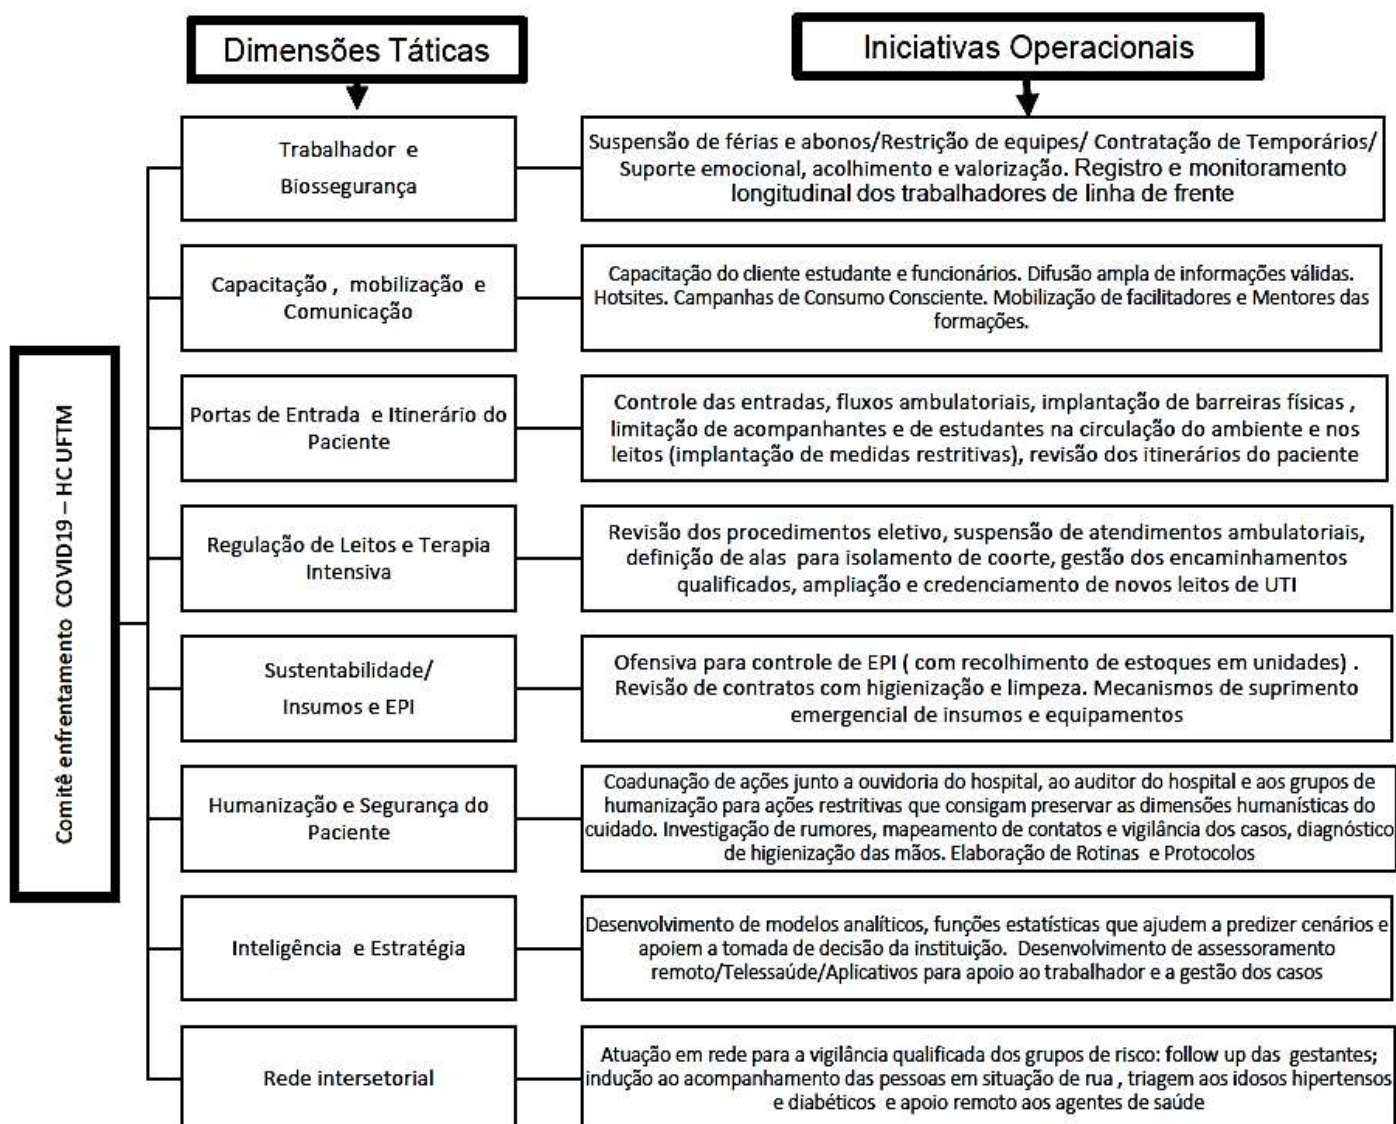 Dimensões Táticas
Iniciativas Operacionais
Comitê enfrentamento COVID19 – HC UFTM
Trabalhador e
Biossegurança
Suspensão de férias e abonos/Restrição de equipes/ Contratação de Temporários/
Suporte emocional, acolhimento e valorização. Registro e monitoramento
longitudinal dos trabalhadores de linha de frente
Capacitação , mobilização e
Comunicação
Capacitação do cliente estudante e funcionários. Difusão ampla de informações válidas.
Hotsites. Campanhas de Consumo Consciente. Mobilização de facilitadores e Mentores das
formações.
Portas de Entrada e Itinerário do
Paciente
Controle das entradas, fluxos ambulatoriais, implantação de barreiras físicas ,
limitação de acompanhantes e de estudantes na circulação do ambiente e nos
leitos (implantação de medidas restritivas), revisão dos itinerários do paciente
Regulação de Leitos e Terapia
Intensiva
Revisão dos procedimentos eletivo, suspensão de atendimentos ambulatoriais,
definição de alas para isolamento de coorte, gestão dos encaminhamentos
qualificados, ampliação e credenciamento de novos leitos de UTI
Sustentabilidade/
Insumos e EPI
Ofensiva para controle de EPI ( com recolhimento de estoques em unidades) .
Revisão de contratos com higienização e limpeza. Mecanismos de suprimento
emergencial de insumos e equipamentos
Humanização e Segurança do
Paciente
Coadunação de ações junto a ouvidoria do hospital, ao auditor do hospital e aos grupos de
humanização para ações restritivas que consigam preservar as dimensões humanísticas do
cuidado. Investigação de rumores, mapeamento de contatos e vigilância dos casos, diagnóstico
de higienização das mãos. Elaboração de Rotinas e Protocolos
Inteligência e Estratégia
Desenvolvimento de modelos analíticos, funções estatísticas que ajudem a predizer cenários e
apoiem a tomada de decisão da instituição. Desenvolvimento de assessoramento
remoto/Telessaúde/Aplicativos para apoio ao trabalhador e a gestão dos casos
Rede intersetorial
Atuação em rede para a vigilância qualificada dos grupos de risco: follow up das gestantes;
indução ao acompanhamento das pessoas em situação de rua , triagem aos idosos hipertensos
e diabéticos e apoio remoto aos agentes de saúde